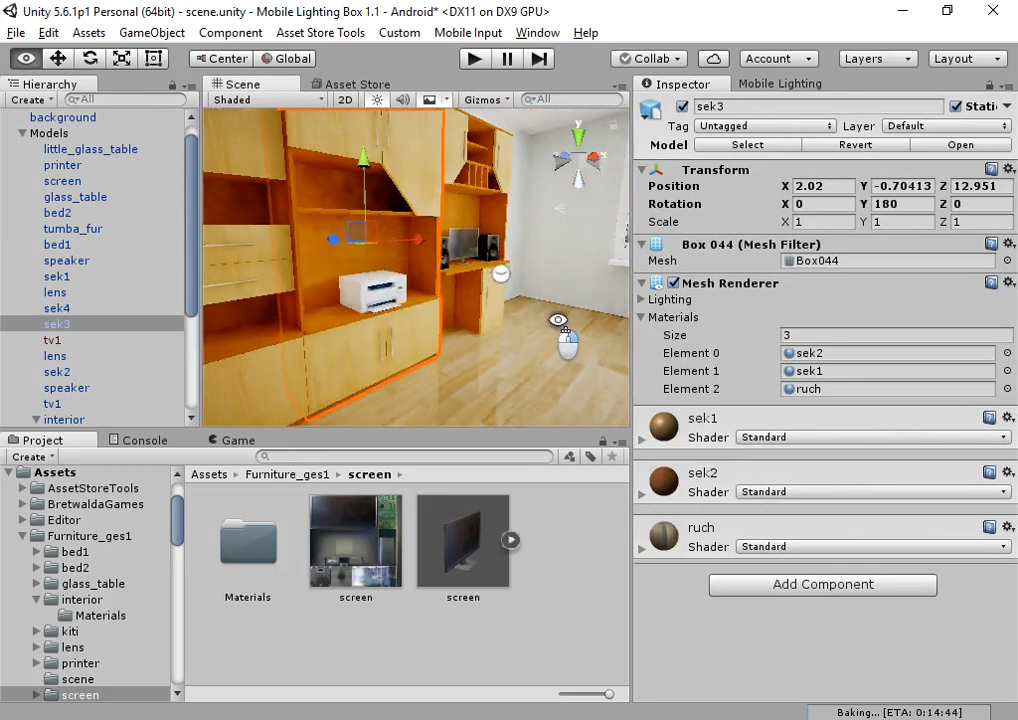 Unity 5.6.1p1 Personal (64bit) - scene.unity - Mobile Lighting Box 1.1 - Android* <DX11 on DX9 GPU>
File Edit Assets GameObject Component Asset Store Tools Custom Mobile Input Window Help
Center Global Collab Account Layers Layout
Hierarchy
Create All
background
Models
little_glass_table
printer
screen
glass_table
bed2
tumba_fur
bed1
speaker
sek1
lens
sek4
sek3
tv1
lens
sek2
speaker
tv1
interior
Scene Asset Store
Shaded 2D Gizmos All
y
Inspector Mobile Lighting
sek3 Stati
Tag Untagged Layer Default
Model Select Revert Open
Transform
Position X 2.02 Y -0.70413 Z 12.951
Rotation X 0 Y 180 Z 0
Scale X 1 Y 1 Z 1
Box 044 (Mesh Filter)
Mesh Box044
Mesh Renderer
Lighting
Materials
Size 3
Element 0 sek2
Element 1 sek1
Element 2 ruch
sek1
Shader Standard
sek2
Shader Standard
ruch
Shader Standard
Add Component
Project Console Game
Create
Assets
AssetStoreTools
BretwaldaGames
Editor
Furniture_ges1
bed1
bed2
glass_table
interior
Materials
kiti
lens
printer
scene
screen
Assets Furniture_ges1 screen
Materials screen screen
Baking... [ETA: 0:14:44]